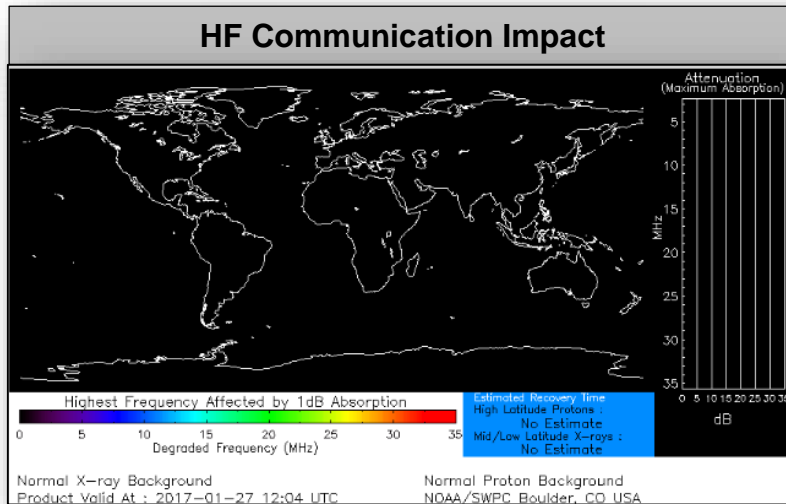 HF Communication Impact
Attenuation
(Maximum Absorption)
5
10
15
20
25
30
35
MHz
0 5 10 15 20 25 30 35
dB
Highest Frequency Affected by 1dB Absorption
0 5 10 15 20 25 30 35
Degraded Frequency (MHz)
Estimated Recovery Time
High Latitude Protons :
No Estimate
Mid/Low Latitude X-rays :
No Estimate
Normal X-ray Background
Normal Proton Background
Product Valid At : 2017-01-27 12:04 UTC
NOAA/SWPC Boulder, CO USA